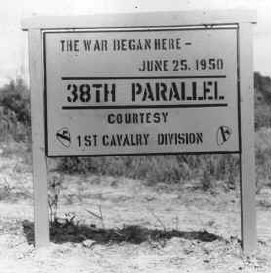 THE WAR BEGAN HERE –
JUNE 25. 1950
38TH PARALLEL
COURTESY
1ST CAVALRY DIVISION